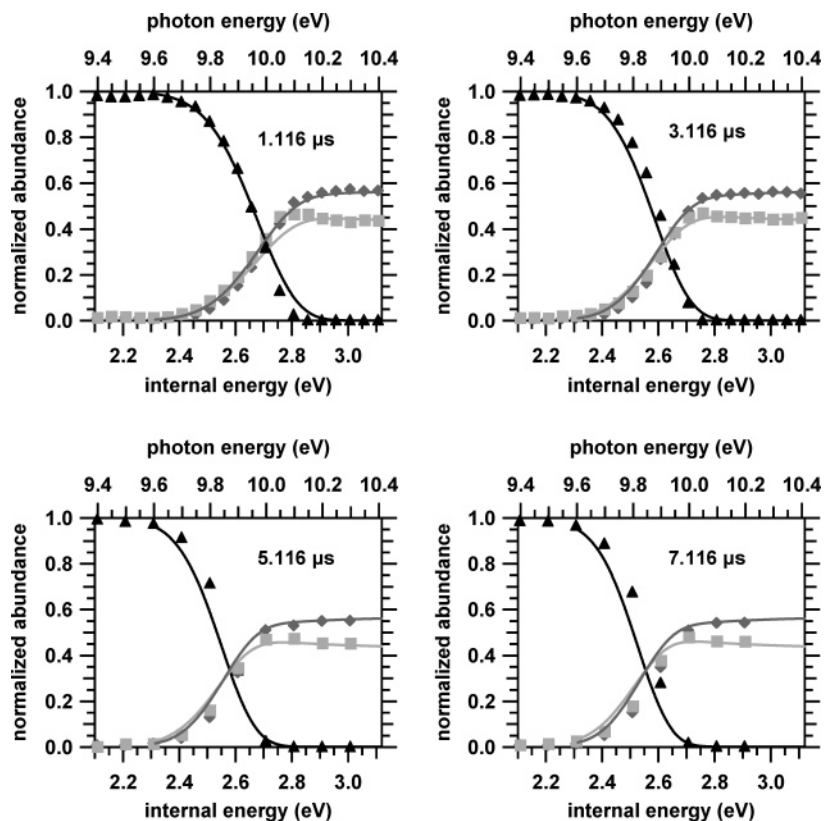 photon energy (eV)
9.4 9.6 9.8 10.0 10.2 10.4
1.0
0.8
0.6
0.4
0.2
0.0
normalized abundance
1.116 µs
2.2 2.4 2.6 2.8 3.0
internal energy (eV)
photon energy (eV)
9.4 9.6 9.8 10.0 10.2 10.4
1.0
0.8
0.6
0.4
0.2
0.0
normalized abundance
3.116 µs
2.2 2.4 2.6 2.8 3.0
internal energy (eV)
photon energy (eV)
9.4 9.6 9.8 10.0 10.2 10.4
1.0
0.8
0.6
0.4
0.2
0.0
normalized abundance
5.116 µs
2.2 2.4 2.6 2.8 3.0
internal energy (eV)
photon energy (eV)
9.4 9.6 9.8 10.0 10.2 10.4
1.0
0.8
0.6
0.4
0.2
0.0
normalized abundance
7.116 µs
2.2 2.4 2.6 2.8 3.0
internal energy (eV)